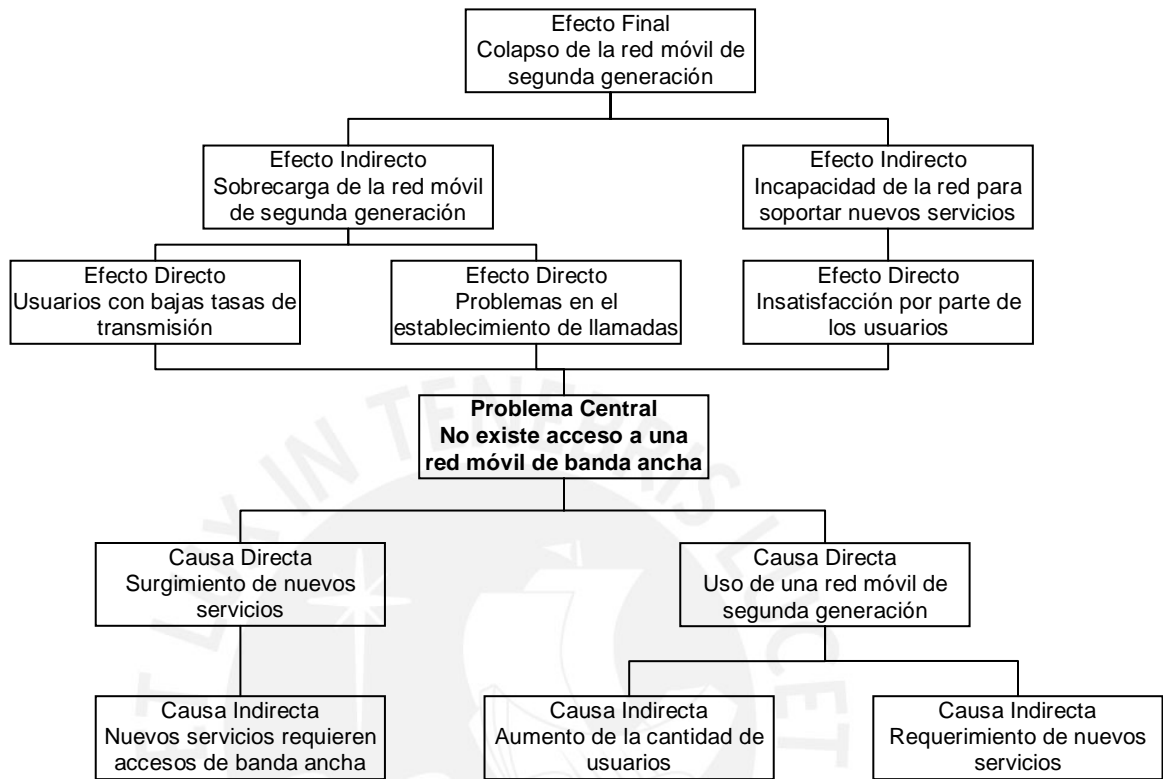 Efecto Final
Colapso de la red móvil de
segunda generación
Efecto Indirecto
Sobrecarga de la red móvil
de segunda generación
Efecto Indirecto
Incapacidad de la red para
soportar nuevos servicios
Efecto Directo
Usuarios con bajas tasas de
transmisión
Efecto Directo
Problemas en el
establecimiento de llamadas
Efecto Directo
Insatisfacción por parte de
los usuarios
Problema Central
No existe acceso a una
red móvil de banda ancha
Causa Directa
Surgimiento de nuevos
servicios
Causa Directa
Uso de una red móvil de
segunda generación
Causa Indirecta
Nuevos servicios requieren
accesos de banda ancha
Causa Indirecta
Aumento de la cantidad de
usuarios
Causa Indirecta
Requerimiento de nuevos
servicios
ET LUX IN TENEBRIS LUCET